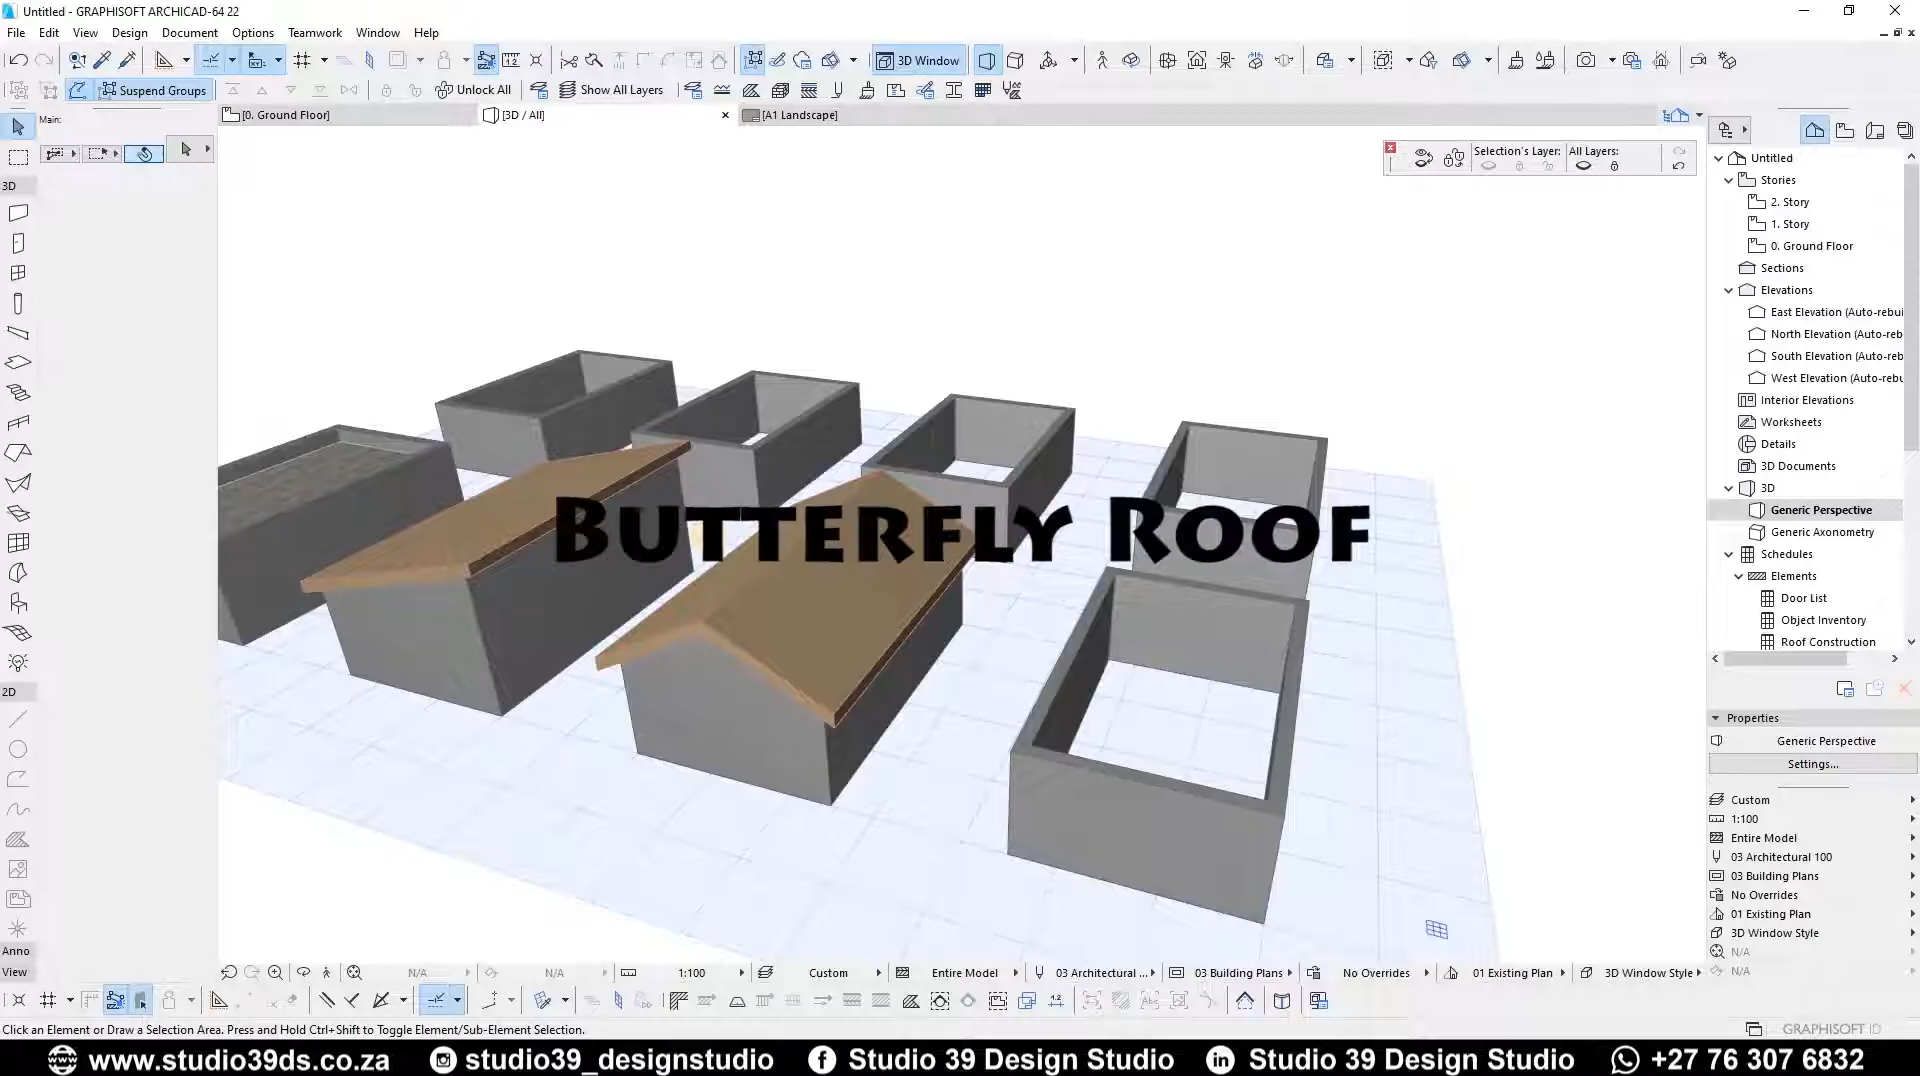 Untitled - GRAPHISOFT ARCHICAD-64 22
File Edit View Design Document Options Teamwork Window Help
3D Window
Suspend Groups
Unlock All
Show All Layers
Main:
[0. Ground Floor]
[3D / All]
[A1 Landscape]
Selection's Layer: All Layers:
3D
2D
Anno
View
BUTTERFLY ROOF
Untitled
Stories
2. Story
1. Story
0. Ground Floor
Sections
Elevations
East Elevation (Auto-rebui
North Elevation (Auto-reb
South Elevation (Auto-reb
West Elevation (Auto-rebu
Interior Elevations
Worksheets
Details
3D Documents
3D
Generic Perspective
Generic Axonometry
Schedules
Elements
Door List
Object Inventory
Roof Construction
Properties
Generic Perspective
Settings...
Custom
1:100
Entire Model
03 Architectural 100
03 Building Plans
No Overrides
01 Existing Plan
3D Window Style
N/A
N/A
N/A N/A 1:100 Custom Entire Model 03 Architectural ... 03 Building Plans No Overrides 01 Existing Plan 3D Window Style
Click an Element or Draw a Selection Area. Press and Hold Ctrl+Shift to Toggle Element/Sub-Element Selection.
GRAPHISOFT ID
www.studio39ds.co.za studio39_designstudio Studio 39 Design Studio Studio 39 Design Studio +27 76 307 6832